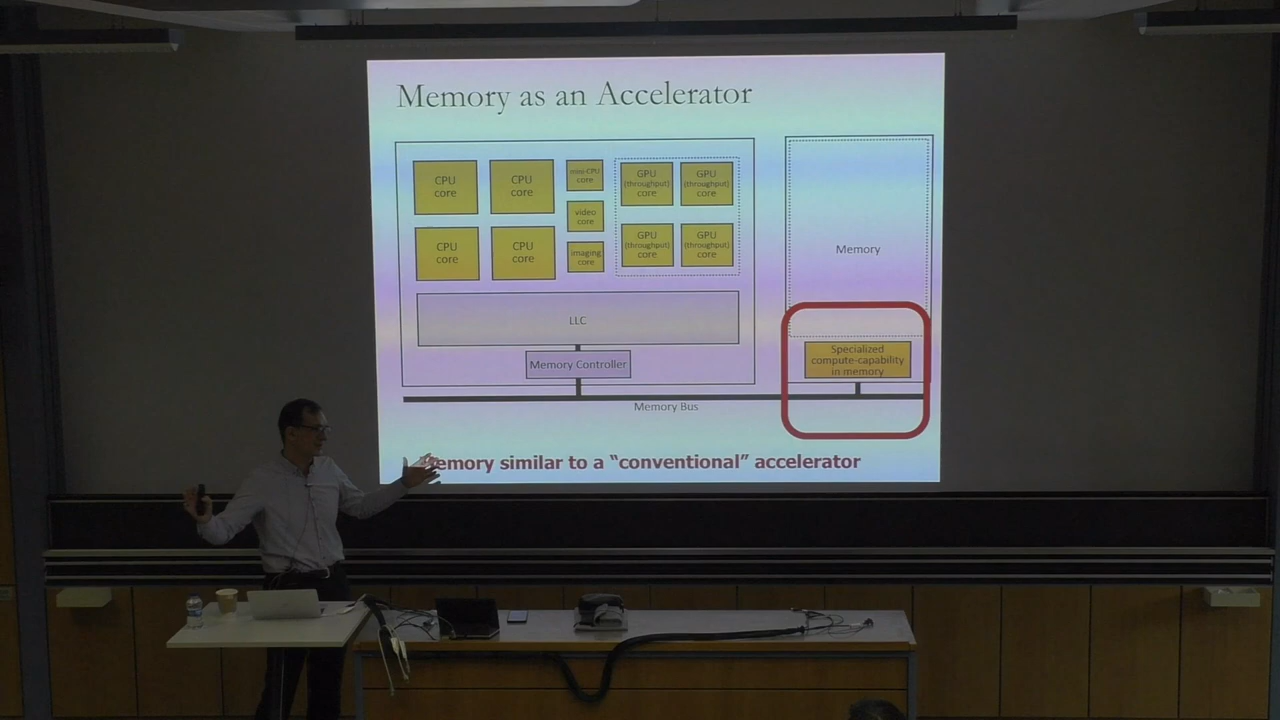 Memory as an Accelerator
CPU
core
CPU
core
mini-CPU
core
video
core
imaging
core
GPU
(throughput)
core
GPU
(throughput)
core
CPU
core
CPU
core
GPU
(throughput)
core
GPU
(throughput)
core
LLC
Memory Controller
Memory
Specialized
compute-capability
in memory
Memory Bus
emory similar to a “conventional” accelerator